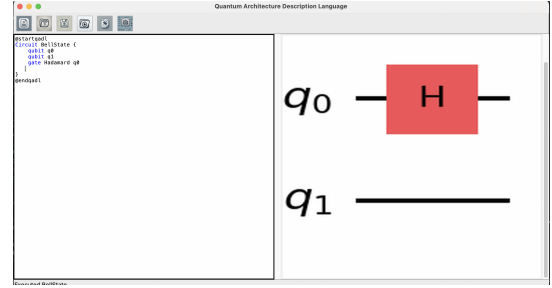 Quantum Architecture Description Language
@startqadl
Circuit BellState {
    qubit q0
    qubit q1
    gate Hadamard q0
}
@endqadl
q0
H
q1
Executed BellState